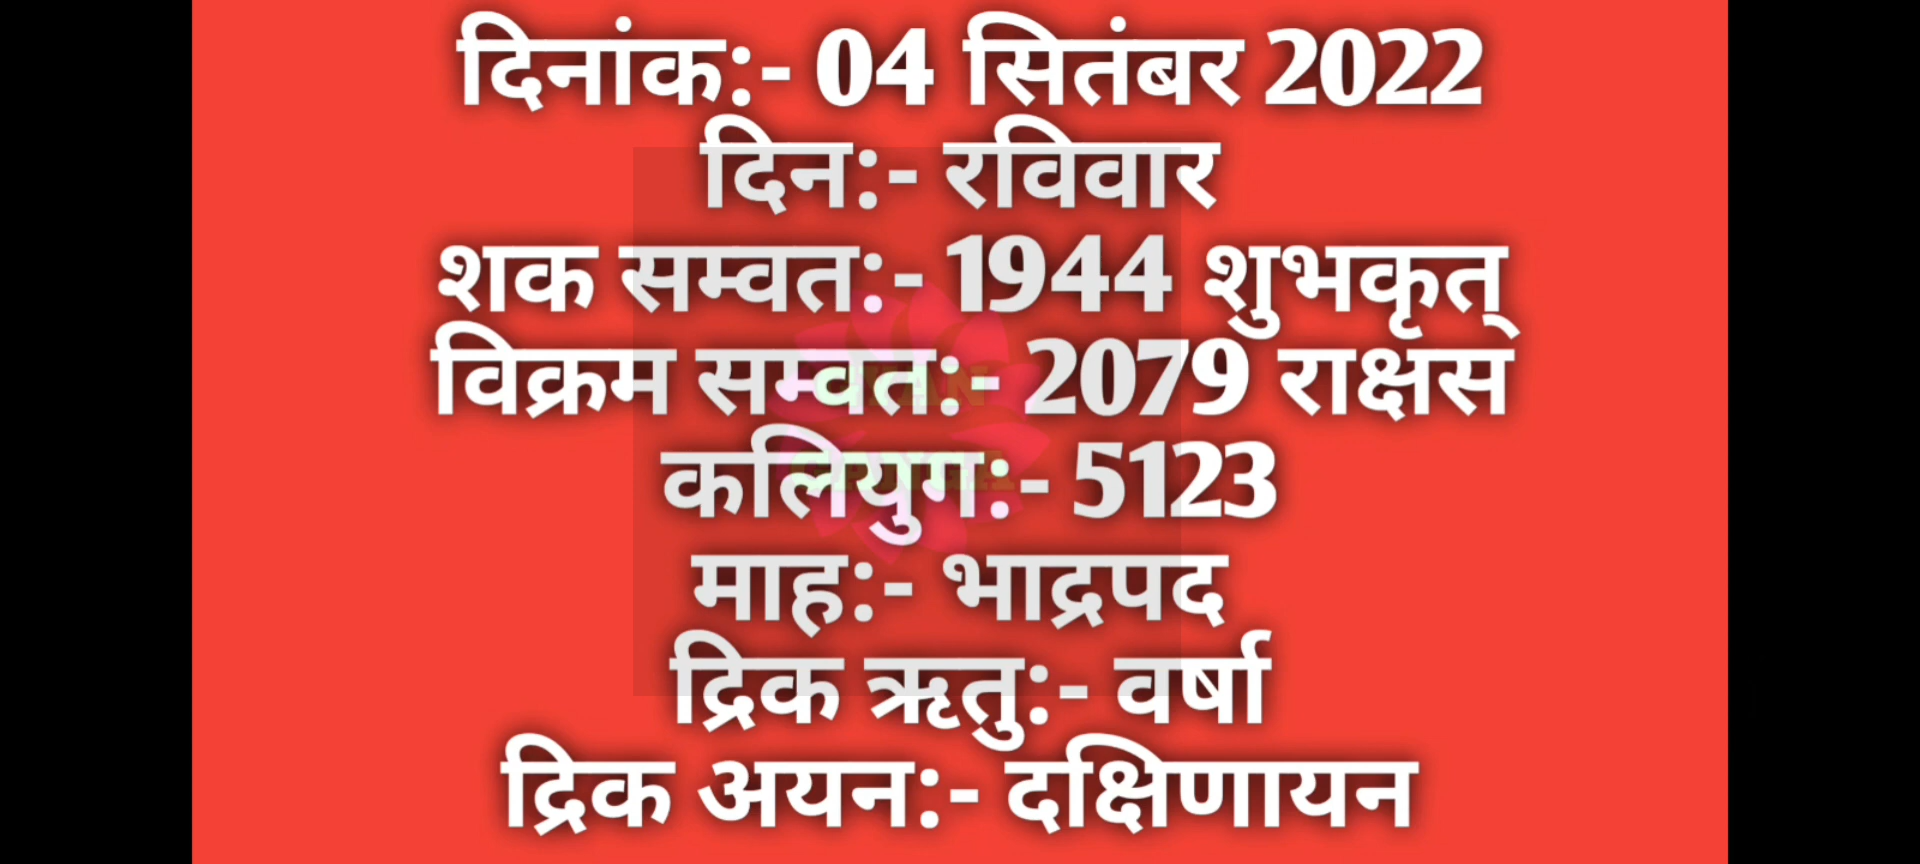 दिनांक:- 04 सितंबर 2022
दिन:- रविवार
शक सम्वत:- 1944 शुभकृत्
विक्रम सम्वत:- 2079 राक्षस
कलियुग:- 5123
माह:- भाद्रपद
द्रिक ऋतु:- वर्षा
द्रिक अयन:- दक्षिणायन